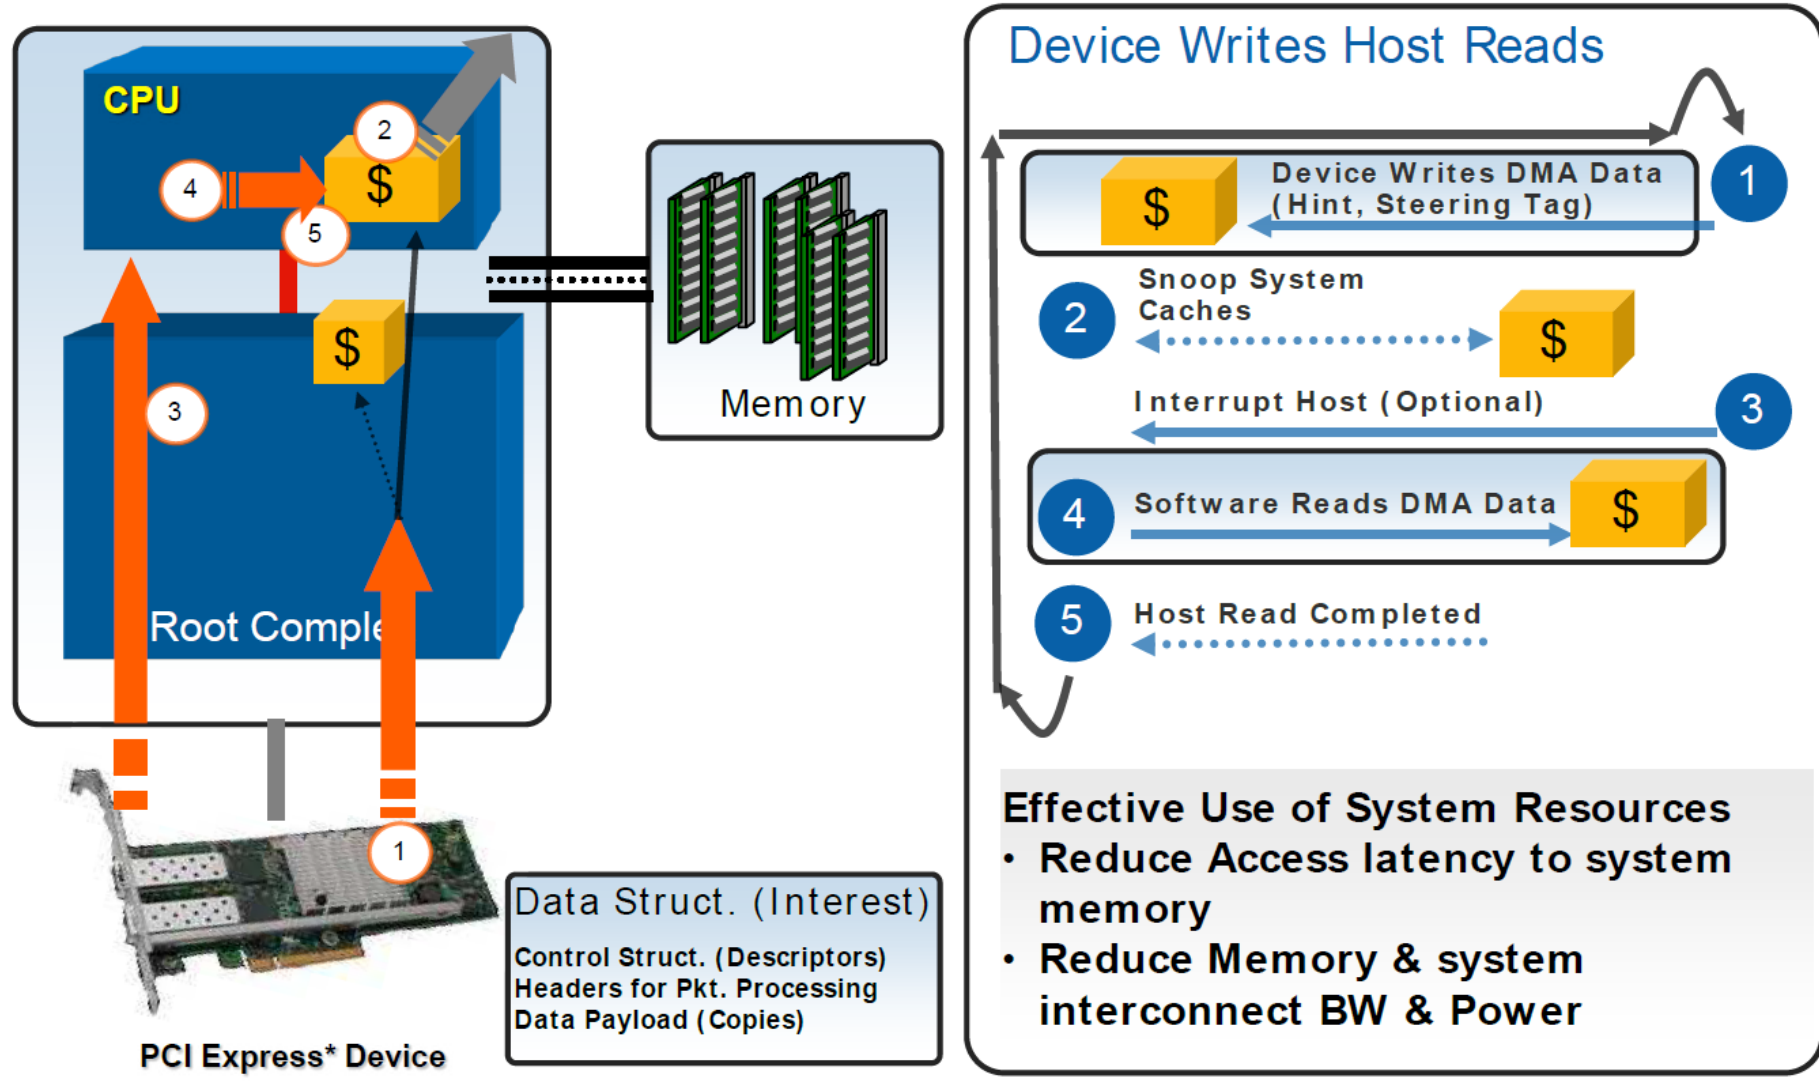 CPU
2
$
4
5
$
3
Root Comple
1
PCI Express* Device
Memory
Data Struct. (Interest)
Control Struct. (Descriptors)
Headers for Pkt. Processing
Data Payload (Copies)
Device Writes Host Reads
$
Device Writes DMA Data
(Hint, Steering Tag)
1
2
Snoop System
Caches
$
Interrupt Host (Optional)
3
4
Software Reads DMA Data
$
5
Host Read Completed
Effective Use of System Resources
• Reduce Access latency to system
memory
• Reduce Memory & system
interconnect BW & Power